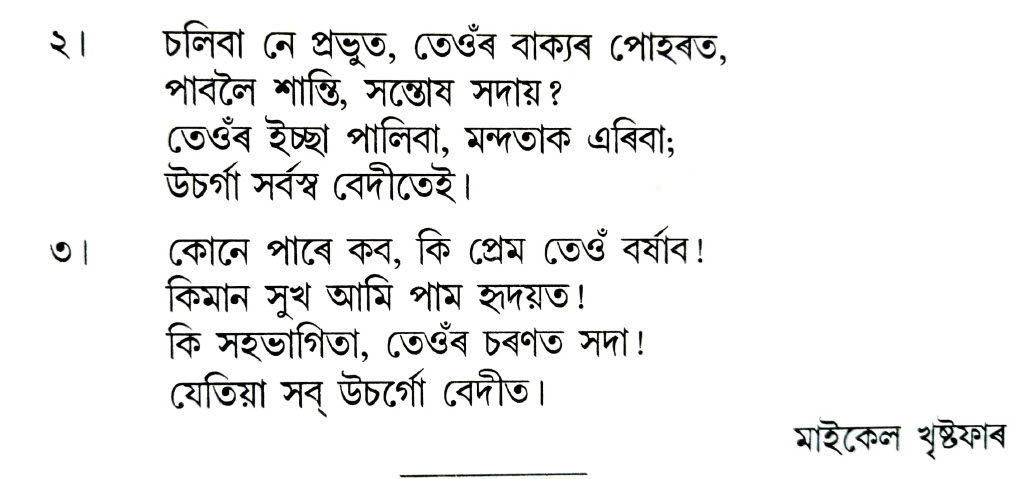 ২। চলিবা নে প্ৰভুত, তেওঁৰ বাক্যৰ পোহৰত,
পাবলৈ শান্তি, সন্তোষ সদায়?
তেওঁৰ ইচ্ছা পালিবা, মন্দতাক এৰিবা;
উচৰ্গা সৰ্বস্ব বেদীতেই।
৩। কোনে পাৰে কব, কি প্ৰেম তেওঁ বৰ্ষাব!
কিমান সুখ আমি পাম হৃদয়ত!
কি সহভাগিতা, তেওঁৰ চৰণত সদা!
যেতিয়া সব্ উচৰ্গো বেদীত।
মাইকেল খৃষ্টফাৰ